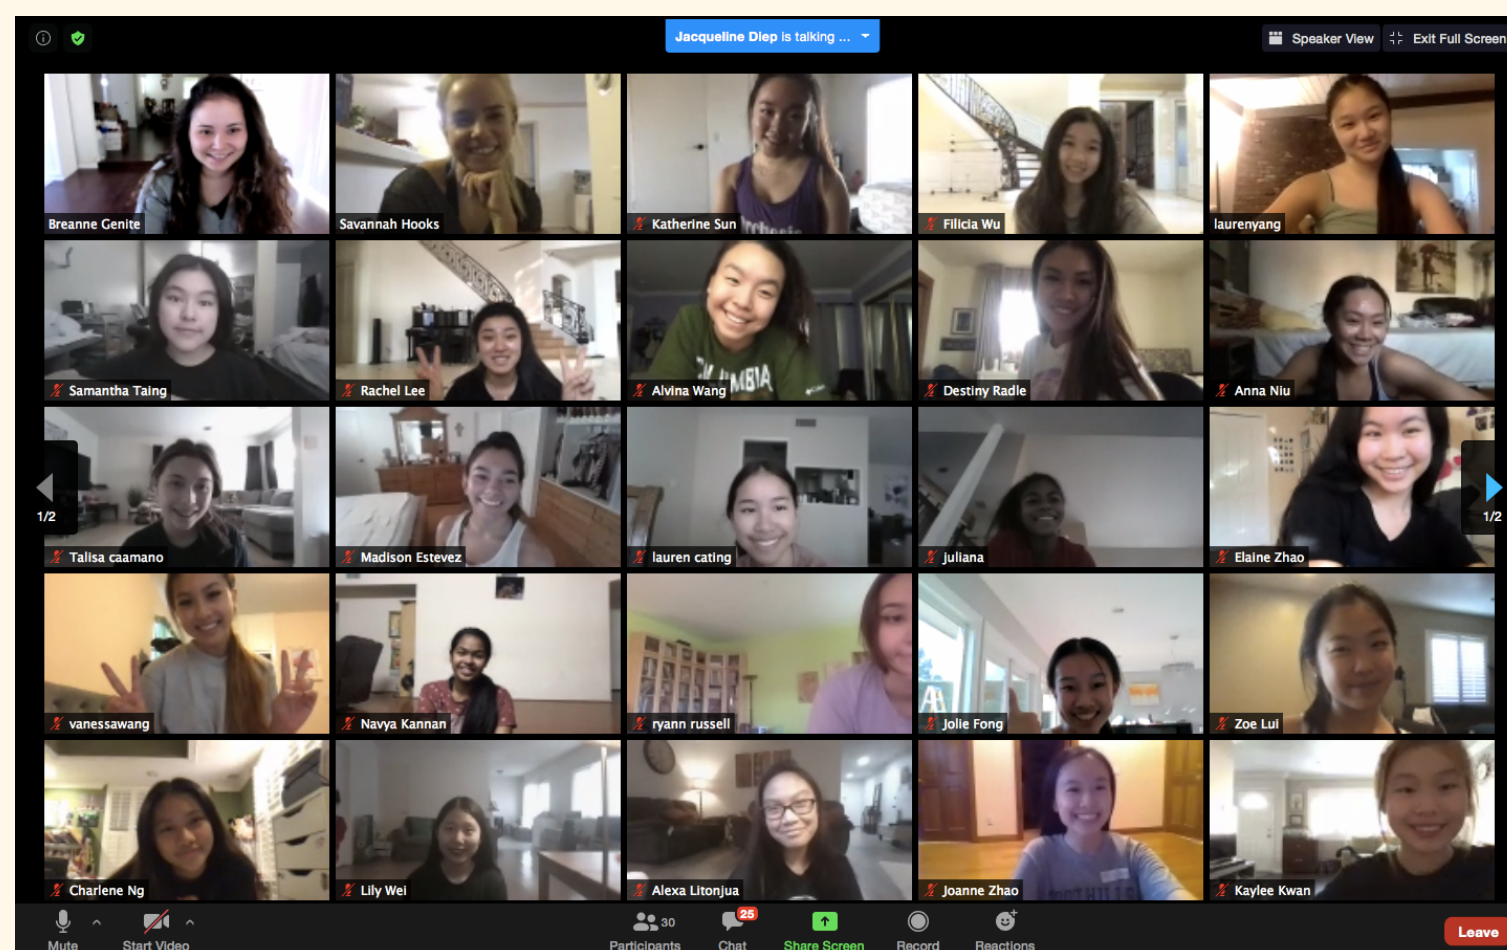 Jacqueline Diep is talking ...
Speaker View
Exit Full Screen
Breanne Genite
Savannah Hooks
Katherine Sun
Filicia Wu
laurenyang
Samantha Taing
Rachel Lee
Alvina Wang
Destiny Radle
Anna Niu
1/2
Talisa caamano
Madison Estevez
lauren cating
juliana
Elaine Zhao
1/2
vanessawang
Navya Kannan
ryann russell
Jolie Fong
Zoe Lui
Charlene Ng
Lily Wei
Alexa Litonjua
Joanne Zhao
Kaylee Kwan
Mute
Start Video
30
Participants
25
Chat
Share Screen
Record
Reactions
Leave